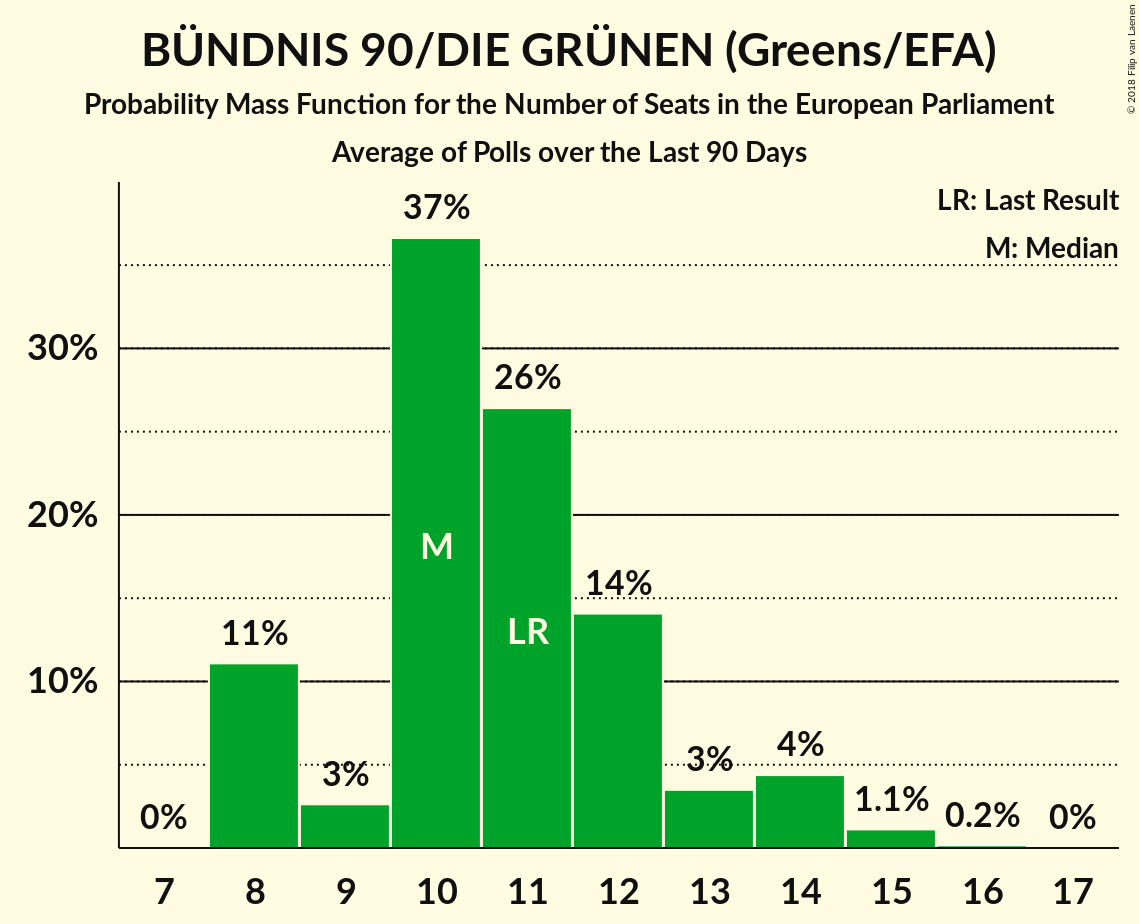 BÜNDNIS 90/DIE GRÜNEN (Greens/EFA)
Probability Mass Function for the Number of Seats in the European Parliament
Average of Polls over the Last 90 Days
© 2018 Filip van Laenen
LR: Last Result
M: Median
37%
30%
26%
20%
M
14%
LR
11%
10%
4%
3%
3%
1.1%
0%
0.2%
0%
7 8 9 10 11 12 13 14 15 16 17